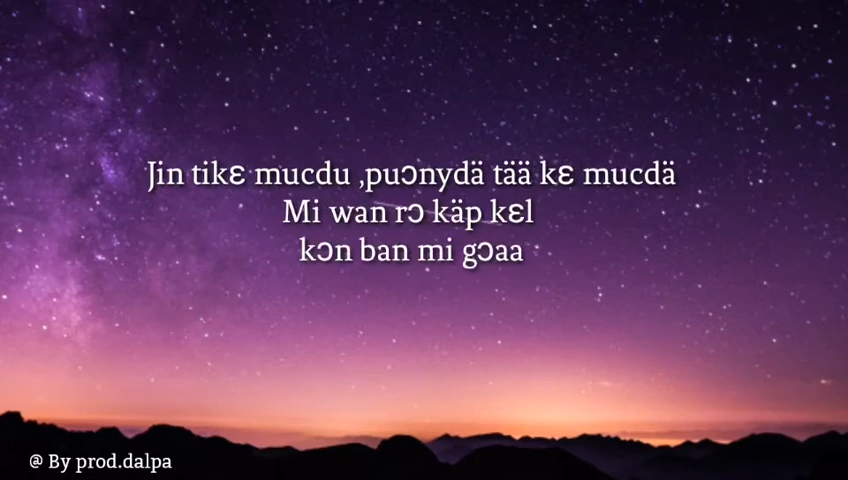 Jin tikɛ mucdu ,puɔnydä tää kɛ mucdä
Mi wan rɔ käp kɛl
kɔn ban mi gɔaa
@ By prod.dalpa